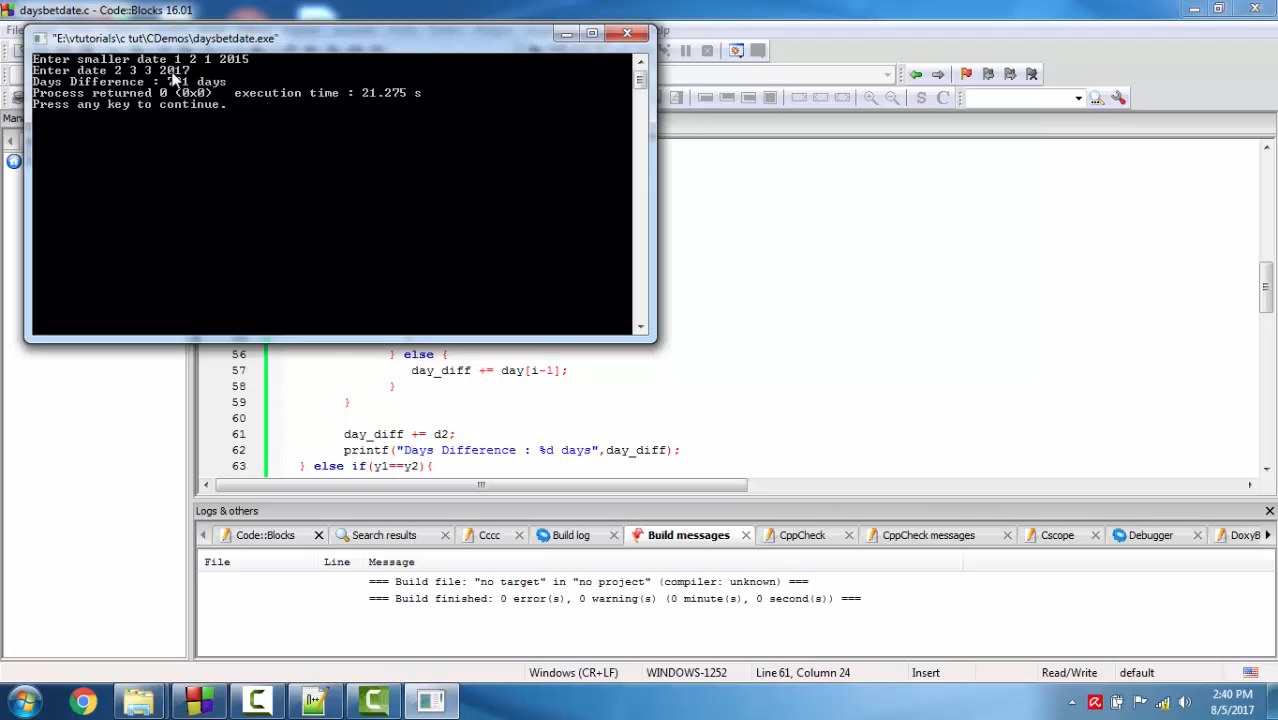 daysbetdate.c - Code::Blocks 16.01
"E:\vtutorials\c tut\CDemos\daysbetdate.exe"
Enter smaller date 1 2 1 2015
Enter date 2 3 3 2017
Days Difference : days
Process returned 0 (0x0) execution time : 21.275 s
Press any key to continue.
S C
56 } else {
57 day_diff += day[i-1];
58 }
59 }
60
61 day_diff += d2;
62 printf("Days Difference : %d days",day_diff);
63 } else if(y1==y2){
Logs & others
Code::Blocks
Search results
Cccc
Build log
Build messages
CppCheck
CppCheck messages
Cscope
Debugger
DoxyB
File Line Message
=== Build file: "no target" in "no project" (compiler: unknown) ===
=== Build finished: 0 error(s), 0 warning(s) (0 minute(s), 0 second(s)) ===
Windows (CR+LF) WINDOWS-1252 Line 61, Column 24 Insert Read/Write default
2:40 PM
8/5/2017